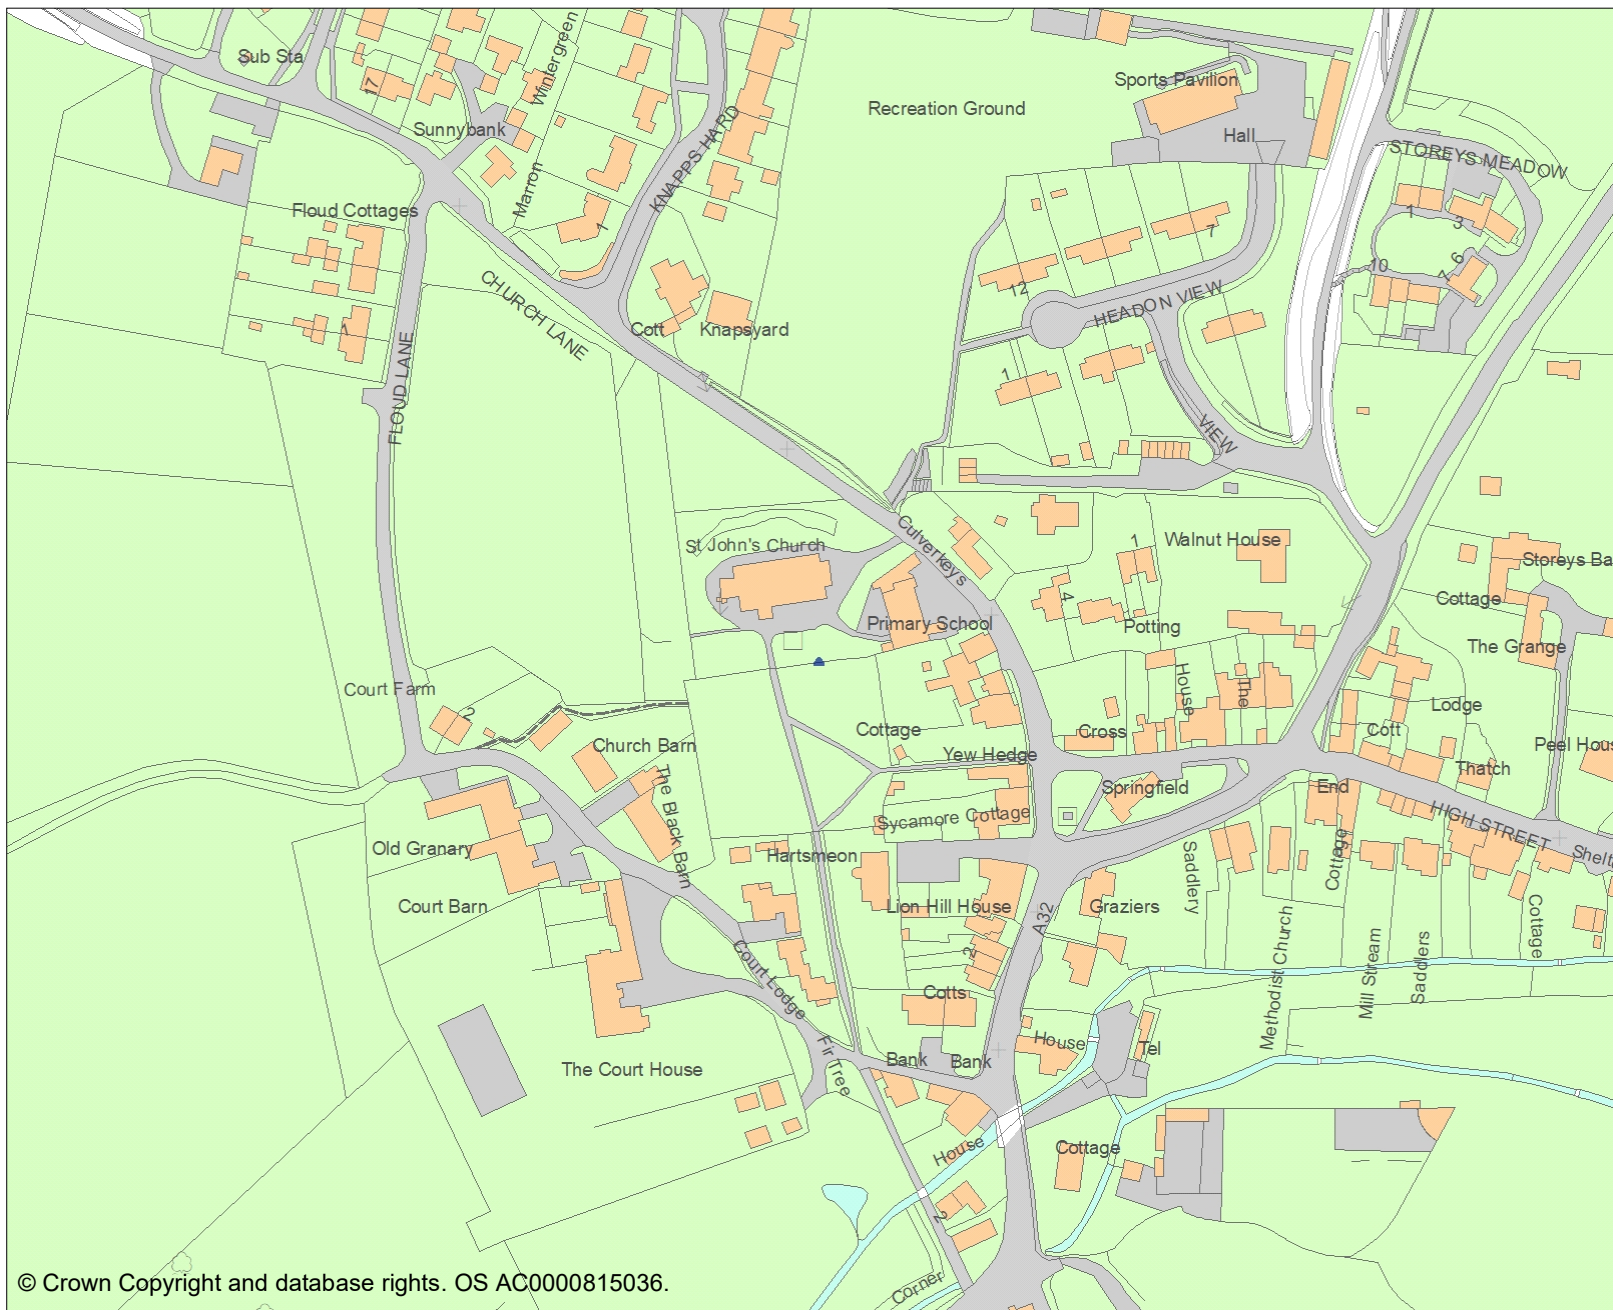 Sub Sta
17
Wintergreen
Sunnybank
Marron
KNAPPS HARD
Recreation Ground
Sports Pavilion
Hall
STOREYS MEADOW
1
3
6
7
10
Floud Cottages
1
7
12
HEADON VIEW
CHURCH LANE
Cott
Knapsyard
1
FLOUD LANE
1
VIEW
St John's Church
Culverkeys
1
Walnut House
Storeys Ba
Cottage
4
Primary School
Potting
The Grange
Court Farm
2
House
The
Lodge
Cottage
Cross
Cott
Church Barn
Yew Hedge
Peel Hous
Thatch
The Black Barn
Springfield
End
Sycamore Cottage
HIGH STREET
Old Granary
Hartsmeon
Shelt
Saddlery
Cottage
Court Barn
Lion Hill House
A32
Graziers
Cottage
2
Court Lodge
Methodist Church
Mill Stream
Saddlers
Cotts
House
Tel
Fir Tree
Bank
Bank
The Court House
House
Cottage
2
Corner
© Crown Copyright and database rights. OS AC0000815036.